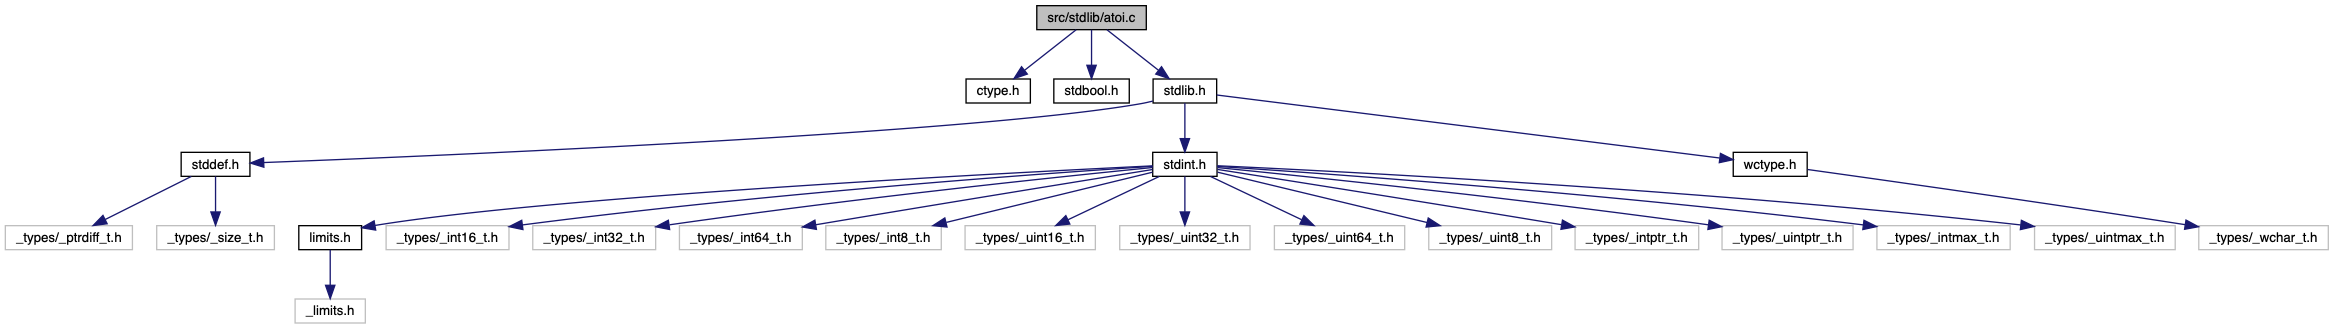 src/stdlib/atoi.c
ctype.h
stdbool.h
stdlib.h
stddef.h
stdint.h
wctype.h
_types/_ptrdiff_t.h
_types/_size_t.h
limits.h
_types/_int16_t.h
_types/_int32_t.h
_types/_int64_t.h
_types/_int8_t.h
_types/_uint16_t.h
_types/_uint32_t.h
_types/_uint64_t.h
_types/_uint8_t.h
_types/_intptr_t.h
_types/_uintptr_t.h
_types/_intmax_t.h
_types/_uintmax_t.h
_types/_wchar_t.h
_limits.h